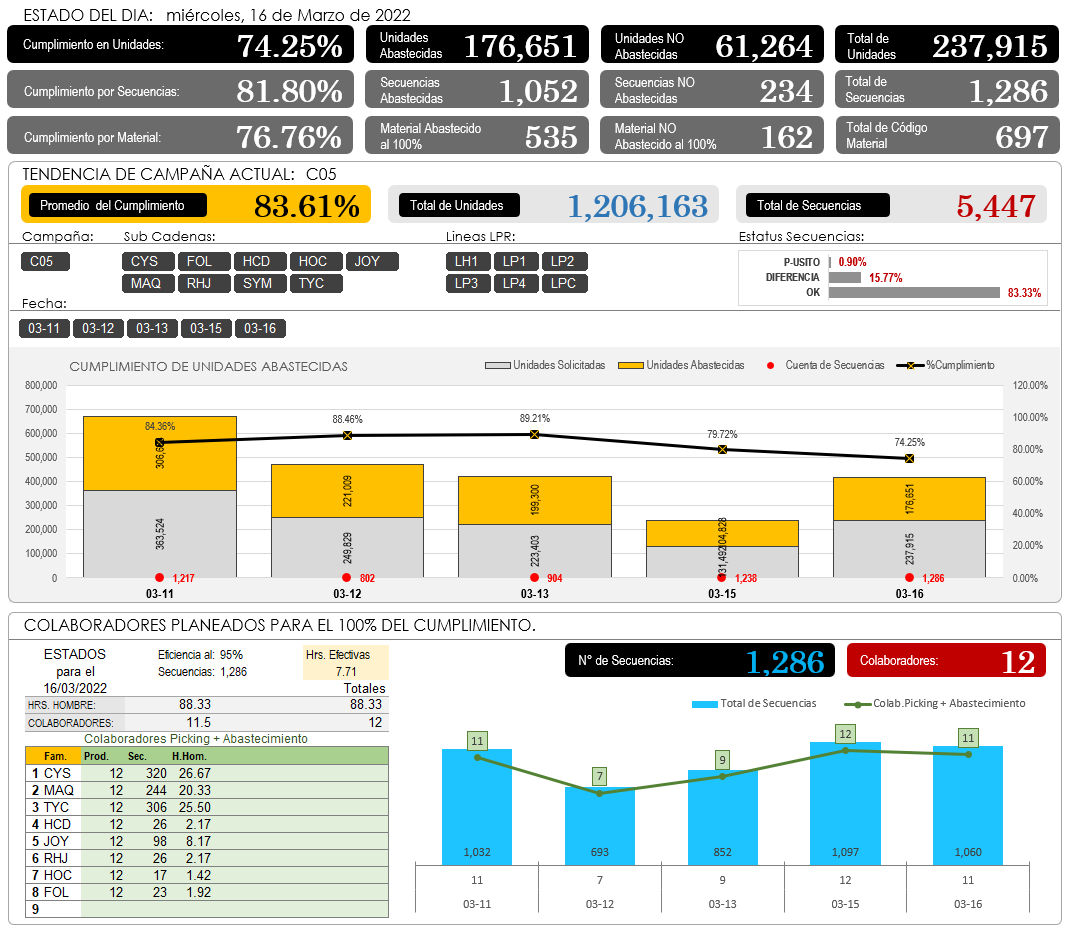 ESTADO DEL DIA: miércoles, 16 de Marzo de 2022
Cumplimiento en Unidades: 74.25%
Unidades Abastecidas 176,651
Unidades NO Abastecidas 61,264
Total de Unidades 237,915
Cumplimiento por Secuencias: 81.80%
Secuencias Abastecidas 1,052
Secuencias NO Abastecidas 234
Total de Secuencias 1,286
Cumplimiento por Material: 76.76%
Material Abastecido al 100% 535
Material NO Abastecido al 100% 162
Total de Código Material 697
TENDENCIA DE CAMPAÑA ACTUAL: C05
Promedio del Cumplimiento 83.61%
Total de Unidades 1,206,163
Total de Secuencias 5,447
Campaña:
C05
Sub Cadenas:
CYS FOL HCD HOC JOY
MAQ RHJ SYM TYC
Lineas LPR:
LH1 LP1 LP2
LP3 LP4 LPC
Estatus Secuencias:
P-USITO 0.90%
DIFERENCIA 15.77%
OK 83.33%
Fecha:
03-11 03-12 03-13 03-15 03-16
CUMPLIMIENTO DE UNIDADES ABASTECIDAS
Unidades Solicitadas Unidades Abastecidas Cuenta de Secuencias %Cumplimiento
800,000
700,000
600,000
500,000
400,000
300,000
200,000
100,000
0
120.00%
100.00%
80.00%
60.00%
40.00%
20.00%
0.00%
84.36% 88.46% 89.21% 79.72% 74.25%
221,009 199,300 176,651
363,524 249,829 223,403 237,915
1,217 802 904 1,238 1,286
03-11 03-12 03-13 03-15 03-16
COLABORADORES PLANEADOS PARA EL 100% DEL CUMPLIMIENTO.
ESTADOS
para el
16/03/2022
Eficiencia al: 95%
Secuencias: 1,286
Hrs. Efectivas
7.71
Totales
HRS. HOMBRE: 88.33 88.33
COLABORADORES: 11.5 12
Colaboradores Picking + Abastecimiento
Fam. Prod. Sec. H.Hom.
1 CYS 12 320 26.67
2 MAQ 12 244 20.33
3 TYC 12 306 25.50
4 HCD 12 26 2.17
5 JOY 12 98 8.17
6 RHJ 12 26 2.17
7 HOC 12 17 1.42
8 FOL 12 23 1.92
9
N° de Secuencias: 1,286
Colaboradores: 12
Total de Secuencias Colab.Picking + Abastecimiento
11 7 9 12 11
1,032 693 852 1,097 1,060
11 7 9 12 11
03-11 03-12 03-13 03-15 03-16